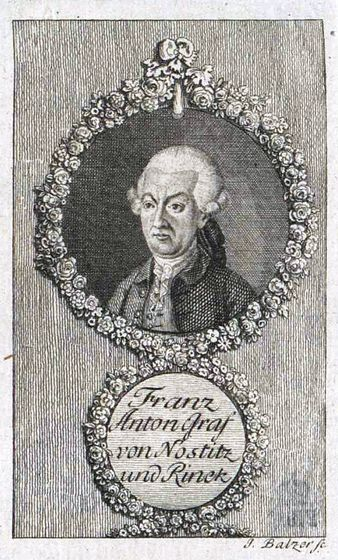 Franz
Anton Graf
von Nostitz
und Rinek
J. Balzer sc.